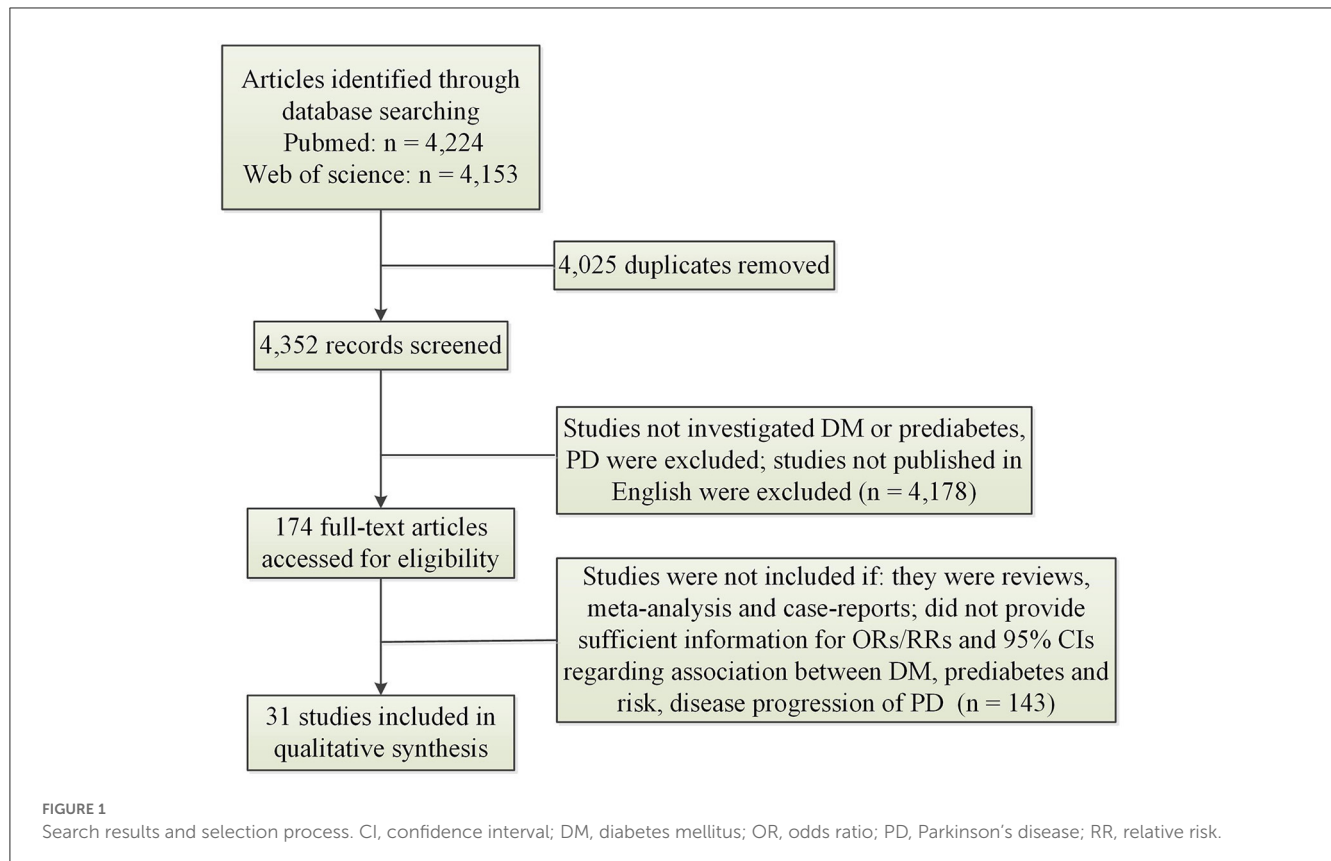 Articles identified through
database searching
Pubmed: n = 4,224
Web of science: n = 4,153
4,025 duplicates removed
4,352 records screened
Studies not investigated DM or prediabetes,
PD were excluded; studies not published in
English were excluded (n = 4,178)
174 full-text articles
accessed for eligibility
Studies were not included if: they were reviews,
meta-analysis and case-reports; did not provide
sufficient information for ORs/RRs and 95% CIs
regarding association between DM, prediabetes and
risk, disease progression of PD (n = 143)
31 studies included in
qualitative synthesis
FIGURE 1
Search results and selection process. CI, confidence interval; DM, diabetes mellitus; OR, odds ratio; PD, Parkinson's disease; RR, relative risk.